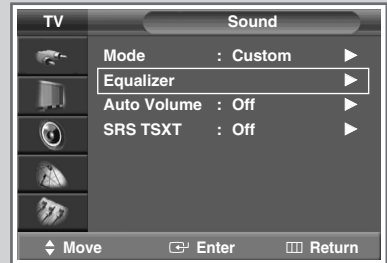 TV Sound
Mode : Custom
Equalizer
Auto Volume : Off
SRS TSXT : Off
Move Enter Return